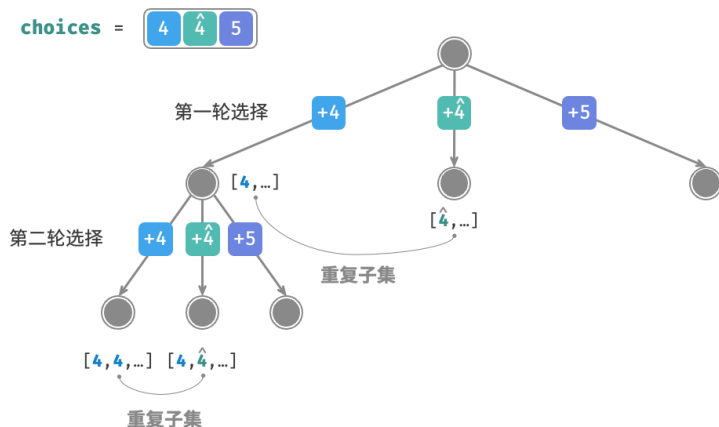 choices = 4 4̂ 5
第一轮选择 +4 +4̂ +5
[4,…]
[4̂,…]
第二轮选择 +4 +4̂ +5
重复子集
[4,4,…] [4,4̂,…]
重复子集